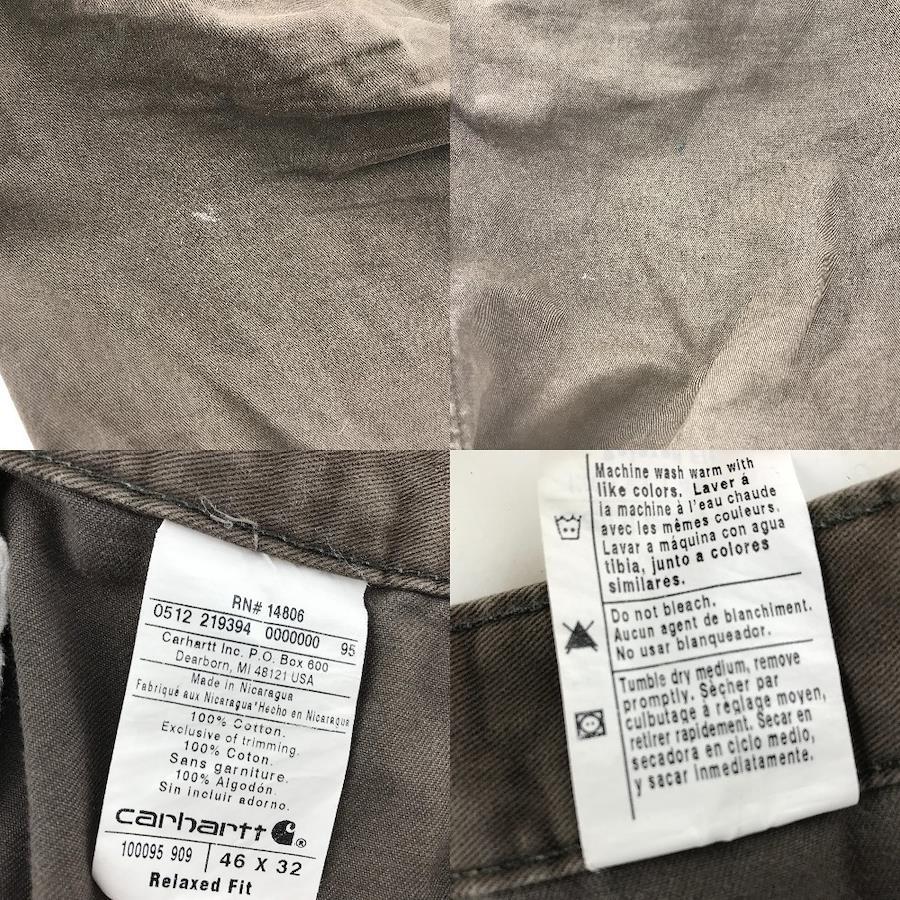 RN# 14806
0512 219394 0000000 95
Carhartt Inc. P.O. Box 600
Dearborn, MI 48121 USA
Made in Nicaragua
Fabriqué aux Nicaragua*Hecho en Nicaragua
100% Cotton.
Exclusive of trimming.
100% Coton.
Sans garniture.
100% Algodón.
Sin incluir adorno.
carhartt ®
100095 909 46 X 32
Relaxed Fit
Machine wash warm with
like colors. Laver á
la machine à l'eau chaude
avec les mêmes couleurs.
Lavar a máquina con agua
tibia, junto a colores
similares.
Do not bleach.
Aucun agent de blanchiment.
No usar blanqueador.
Tumble dry medium, remove
promptly. Sècher par
culbutage à réglage moyen,
retirer rapidement. Secar en
secadora en ciclo medio,
y sacar inmediatamente.